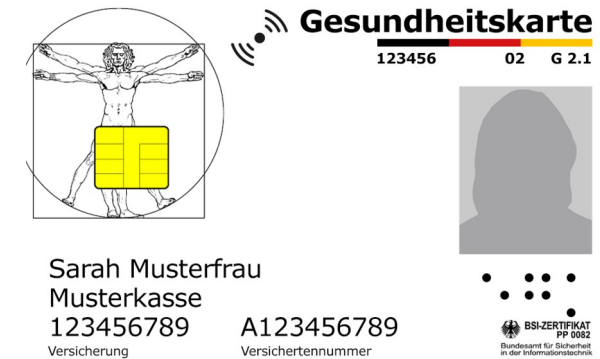 Gesundheitskarte
123456 02 G 2.1
Sarah Musterfrau
Musterkasse
123456789 A123456789
Versicherung Versichertennummer
BSI-ZERTIFIKAT
PP 0082
Bundesamt für Sicherheit
in der Informationstechnik